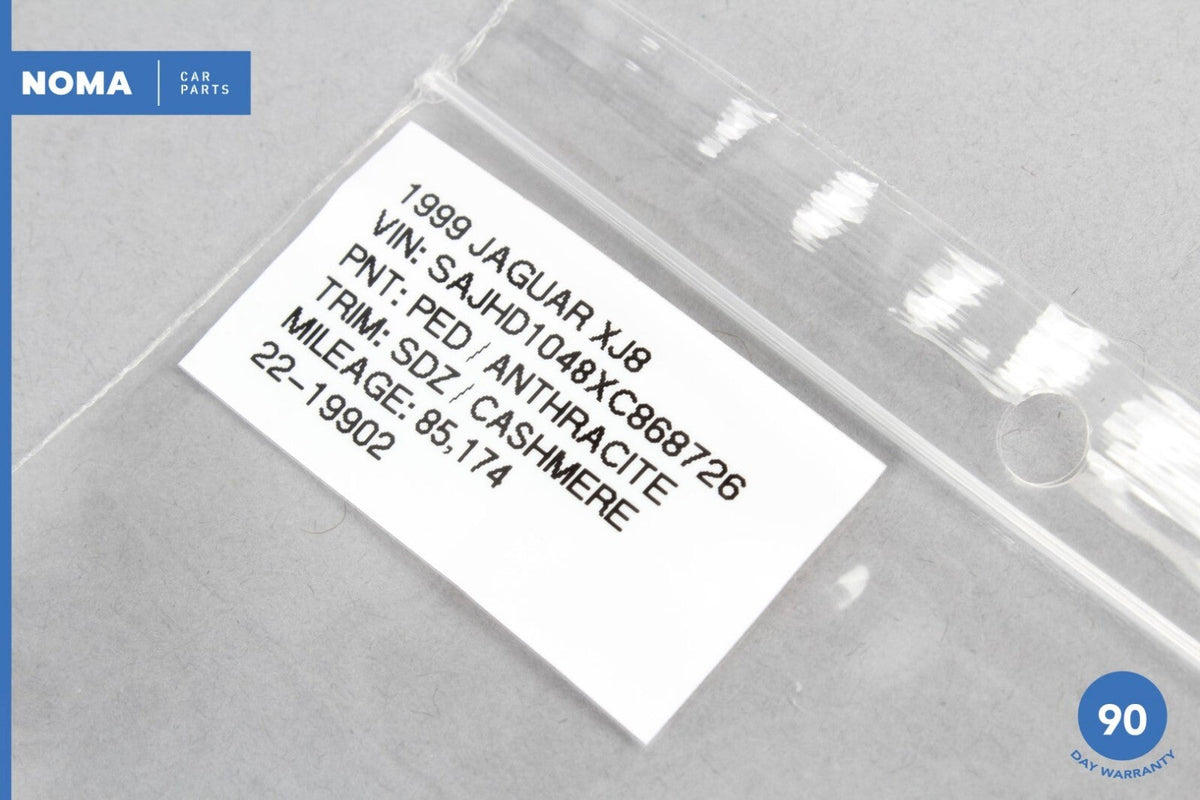 NOMA
CAR
PARTS
1999 JAGUAR XJ8
VIN: SAJHD1048XC868726
PNT: PED / ANTHRACITE
TRIM: SDZ / CASHMERE
MILEAGE: 85,174
22-19902
90
DAY WARRANTY